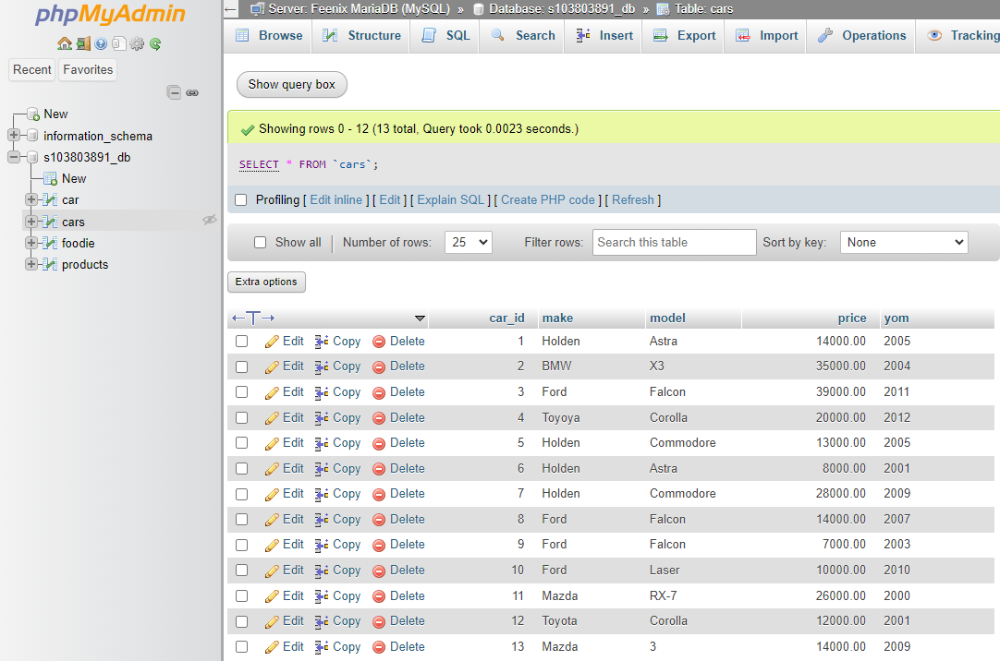 phpMyAdmin
Recent Favorites
New
information_schema
s103803891_db
New
car
cars
foodie
products
Server: Feenix MariaDB (MySQL) » Database: s103803891_db » Table: cars
Browse Structure SQL Search Insert Export Import Operations Tracking
Show query box
Showing rows 0 - 12 (13 total, Query took 0.0023 seconds.)
SELECT * FROM `cars`;
Profiling [ Edit inline ] [ Edit ] [ Explain SQL ] [ Create PHP code ] [ Refresh ]
Show all Number of rows: 25 Filter rows: Search this table Sort by key: None
Extra options
car_id make model price yom
Edit Copy Delete 1 Holden Astra 14000.00 2005
Edit Copy Delete 2 BMW X3 35000.00 2004
Edit Copy Delete 3 Ford Falcon 39000.00 2011
Edit Copy Delete 4 Toyoya Corolla 20000.00 2012
Edit Copy Delete 5 Holden Commodore 13000.00 2005
Edit Copy Delete 6 Holden Astra 8000.00 2001
Edit Copy Delete 7 Holden Commodore 28000.00 2009
Edit Copy Delete 8 Ford Falcon 14000.00 2007
Edit Copy Delete 9 Ford Falcon 7000.00 2003
Edit Copy Delete 10 Ford Laser 10000.00 2010
Edit Copy Delete 11 Mazda RX-7 26000.00 2000
Edit Copy Delete 12 Toyota Corolla 12000.00 2001
Edit Copy Delete 13 Mazda 3 14000.00 2009